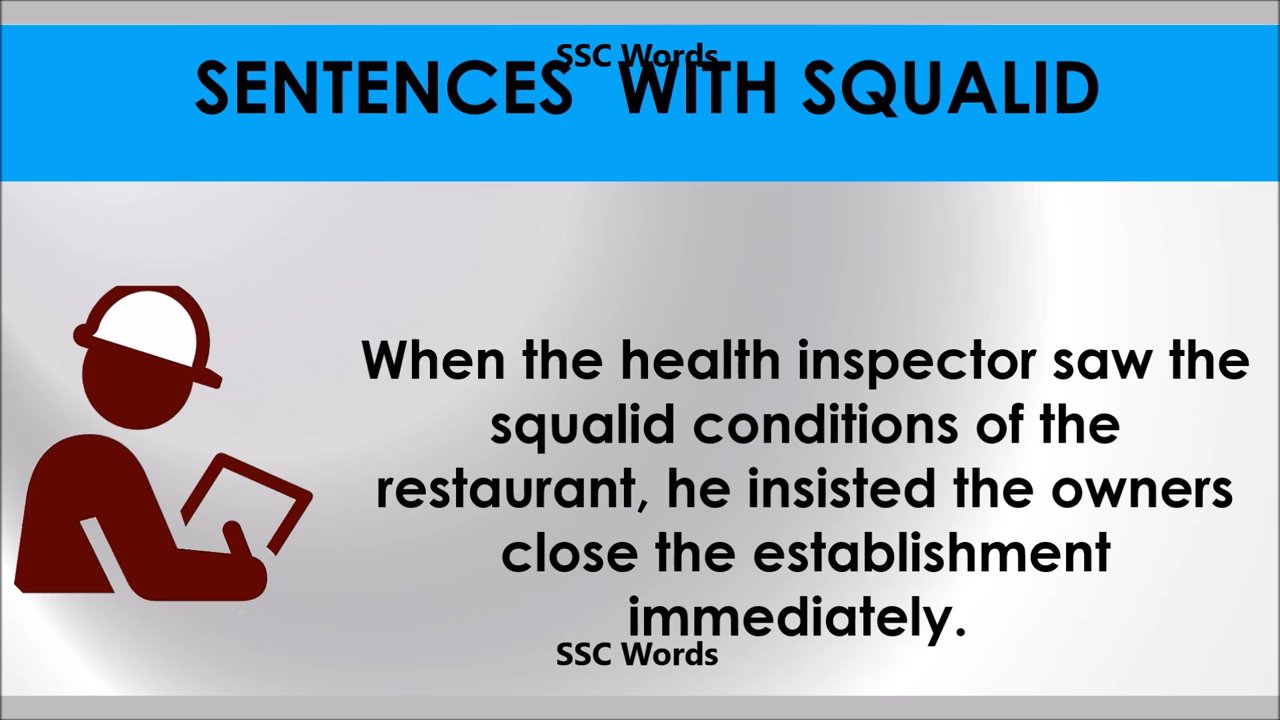 SSC Words
SENTENCES WITH SQUALID
When the health inspector saw the
squalid conditions of the
restaurant, he insisted the owners
close the establishment
immediately.
SSC Words